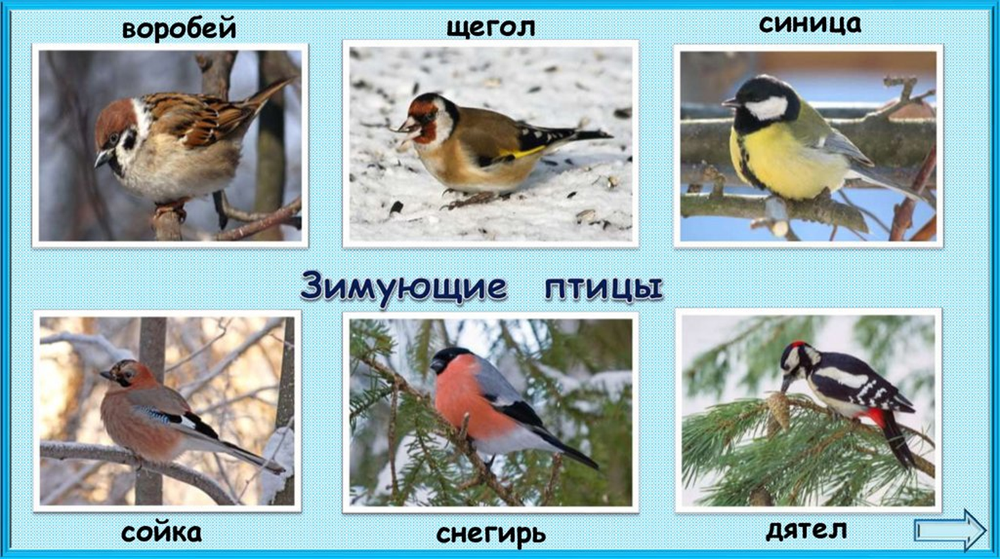 воробей
щегол
синица
Зимующие птицы
сойка
снегирь
дятел